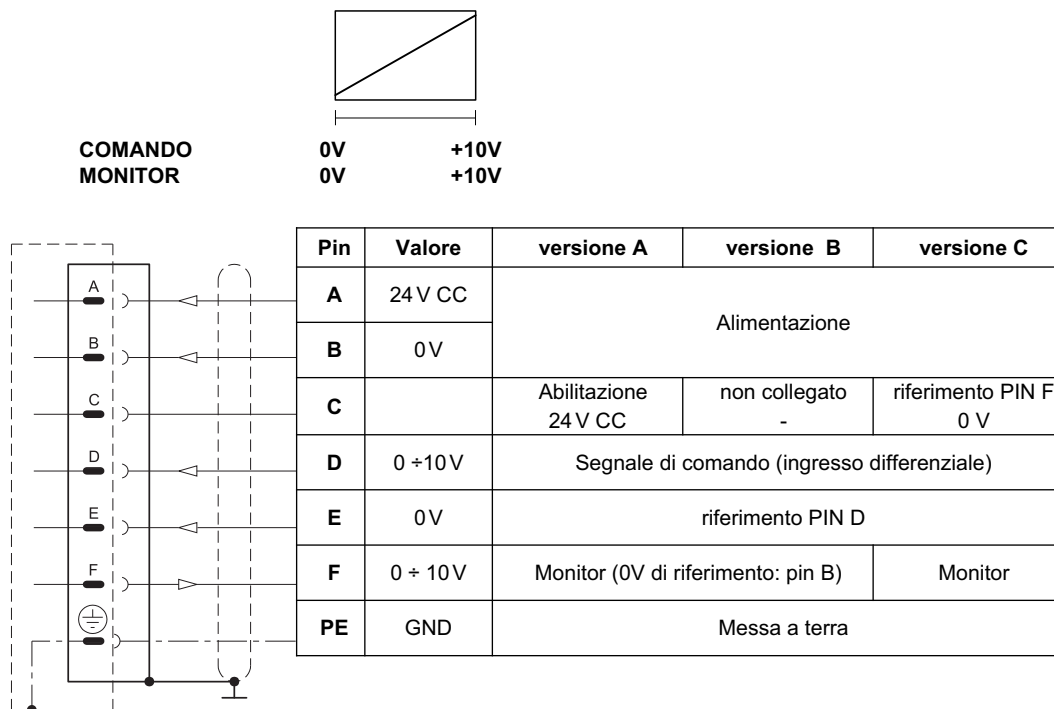 COMANDO 0V +10V
MONITOR 0V +10V
Pin Valore versione A versione B versione C
A A 24 V CC Alimentazione
B B 0 V
C C Abilitazione 24 V CC non collegato - riferimento PIN F 0 V
D D 0 ÷10 V Segnale di comando (ingresso differenziale)
E E 0 V riferimento PIN D
F F 0 ÷ 10 V Monitor (0V di riferimento: pin B) Monitor
PE GND Messa a terra